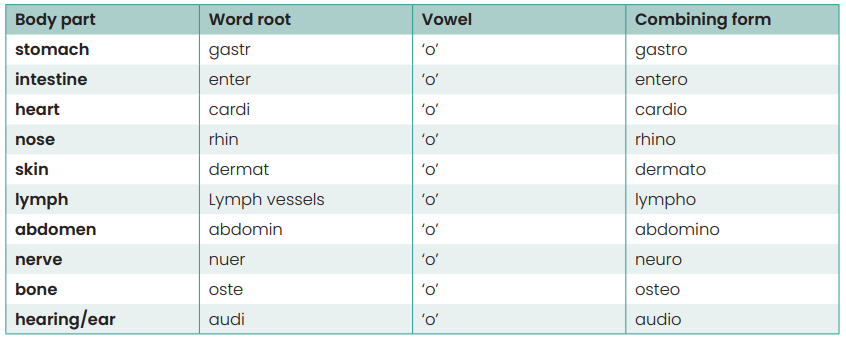 Body part Word root Vowel Combining form
stomach gastr ‘o’ gastro
intestine enter ‘o’ entero
heart cardi ‘o’ cardio
nose rhin ‘o’ rhino
skin dermat ‘o’ dermato
lymph Lymph vessels ‘o’ lympho
abdomen abdomin ‘o’ abdomino
nerve nuer ‘o’ neuro
bone oste ‘o’ osteo
hearing/ear audi ‘o’ audio